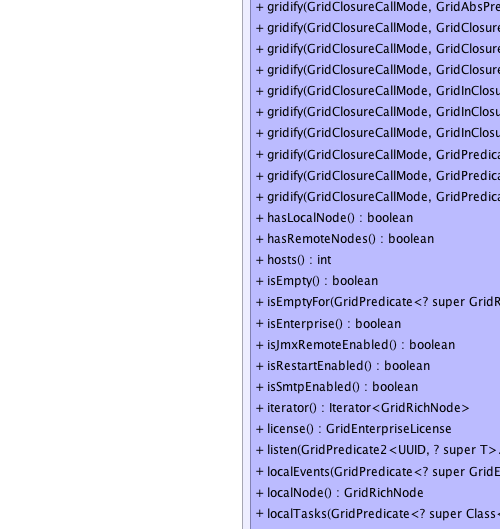 + gridify(GridClosureCallMode, GridAbsPre
+ gridify(GridClosureCallMode, GridClosure
+ gridify(GridClosureCallMode, GridClosure
+ gridify(GridClosureCallMode, GridClosure
+ gridify(GridClosureCallMode, GridInClosu
+ gridify(GridClosureCallMode, GridInClosu
+ gridify(GridClosureCallMode, GridInClosu
+ gridify(GridClosureCallMode, GridPredica
+ gridify(GridClosureCallMode, GridPredica
+ gridify(GridClosureCallMode, GridPredica
+ hasLocalNode() : boolean
+ hasRemoteNodes() : boolean
+ hosts() : int
+ isEmpty() : boolean
+ isEmptyFor(GridPredicate<? super GridR
+ isEnterprise() : boolean
+ isJmxRemoteEnabled() : boolean
+ isRestartEnabled() : boolean
+ isSmtpEnabled() : boolean
+ iterator() : Iterator<GridRichNode>
+ license() : GridEnterpriseLicense
+ listen(GridPredicate2<UUID, ? super T>.
+ localEvents(GridPredicate<? super GridE
+ localNode() : GridRichNode
+ localTasks(GridPredicate<? super Class<